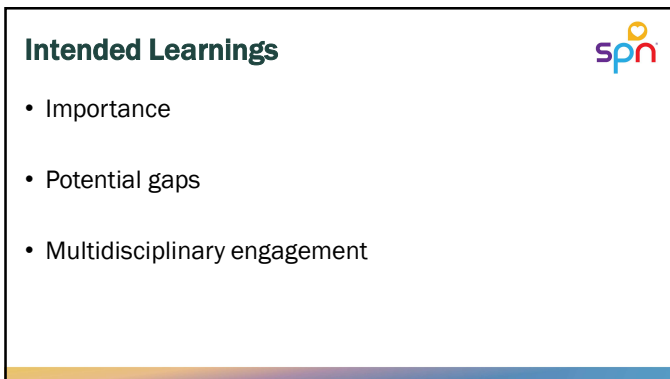 Intended Learnings
spn
• Importance
• Potential gaps
• Multidisciplinary engagement